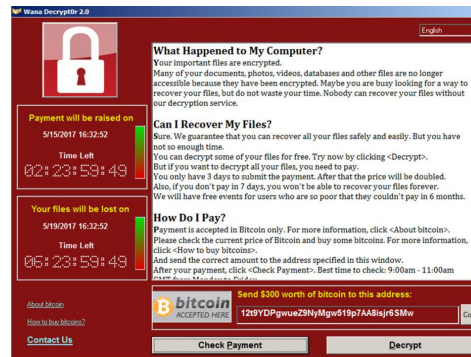 Wana Decrypt0r 2.0
English
What Happened to My Computer?
Your important files are encrypted.
Many of your documents, photos, videos, databases and other files are no longer
accessible because they have been encrypted. Maybe you are busy looking for a way to
recover your files, but do not waste your time. Nobody can recover your files without
our decryption service.
Can I Recover My Files?
Sure. We guarantee that you can recover all your files safely and easily. But you have
not so enough time.
You can decrypt some of your files for free. Try now by clicking <Decrypt>.
But if you want to decrypt all your files, you need to pay.
You only have 3 days to submit the payment. After that the price will be doubled.
Also, if you don't pay in 7 days, you won't be able to recover your files forever.
We will have free events for users who are so poor that they couldn't pay in 6 months.
How Do I Pay?
Payment is accepted in Bitcoin only. For more information, click <About bitcoin>.
Please check the current price of Bitcoin and buy some bitcoins. For more information,
click <How to buy bitcoins>.
And send the correct amount to the address specified in this window.
After your payment, click <Check Payment>. Best time to check: 9:00am - 11:00am
GMT from Monday to Friday.
Payment will be raised on
5/15/2017 16:32:52
Time Left
02:23:59:49
Your files will be lost on
5/19/2017 16:32:52
Time Left
06:23:59:49
About bitcoin
How to buy bitcoins?
Contact Us
bitcoin
ACCEPTED HERE
Send $300 worth of bitcoin to this address:
12t9YDPgwueZ9NyMgw519p7AA8isjr6SMw
Co
Check Payment
Decrypt